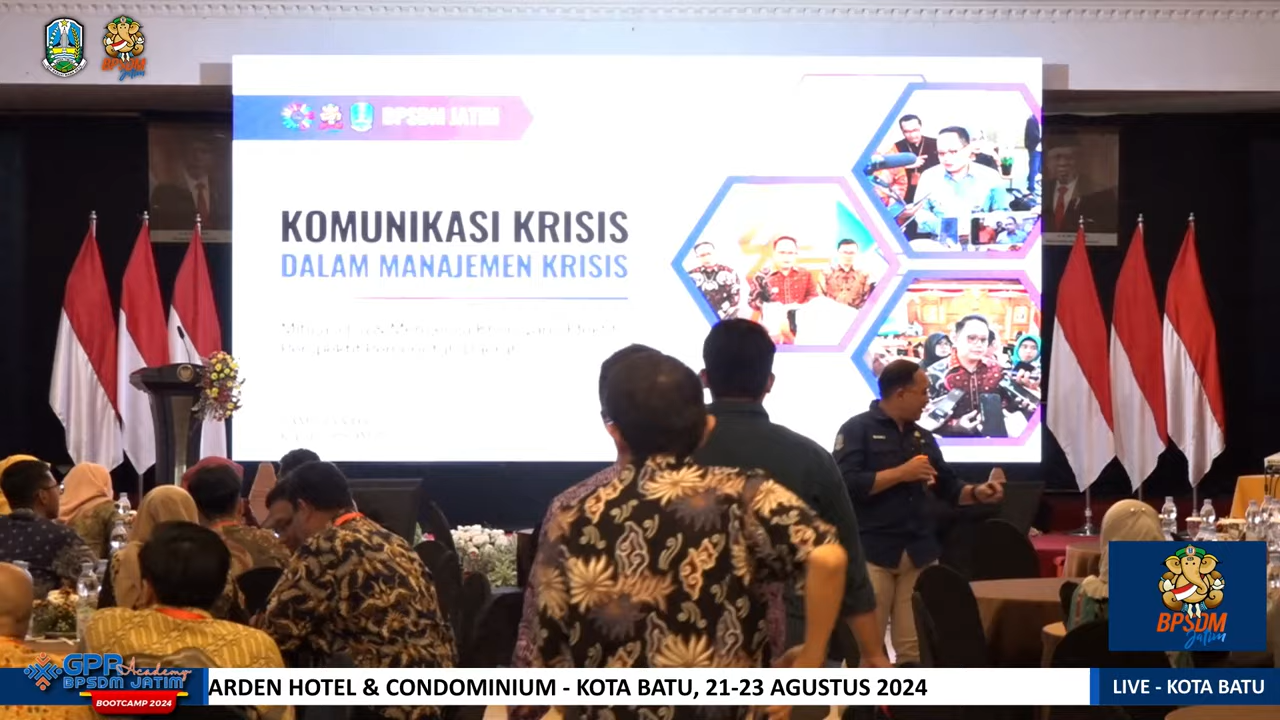 BPSDM
Jatim
BPSDM JATIM
KOMUNIKASI KRISIS
DALAM MANAJEMEN KRISIS
BPSDM
Jatim
GPR Academy
BPSDM JATIM
BOOTCAMP 2024
ARDEN HOTEL & CONDOMINIUM - KOTA BATU, 21-23 AGUSTUS 2024
LIVE - KOTA BATU